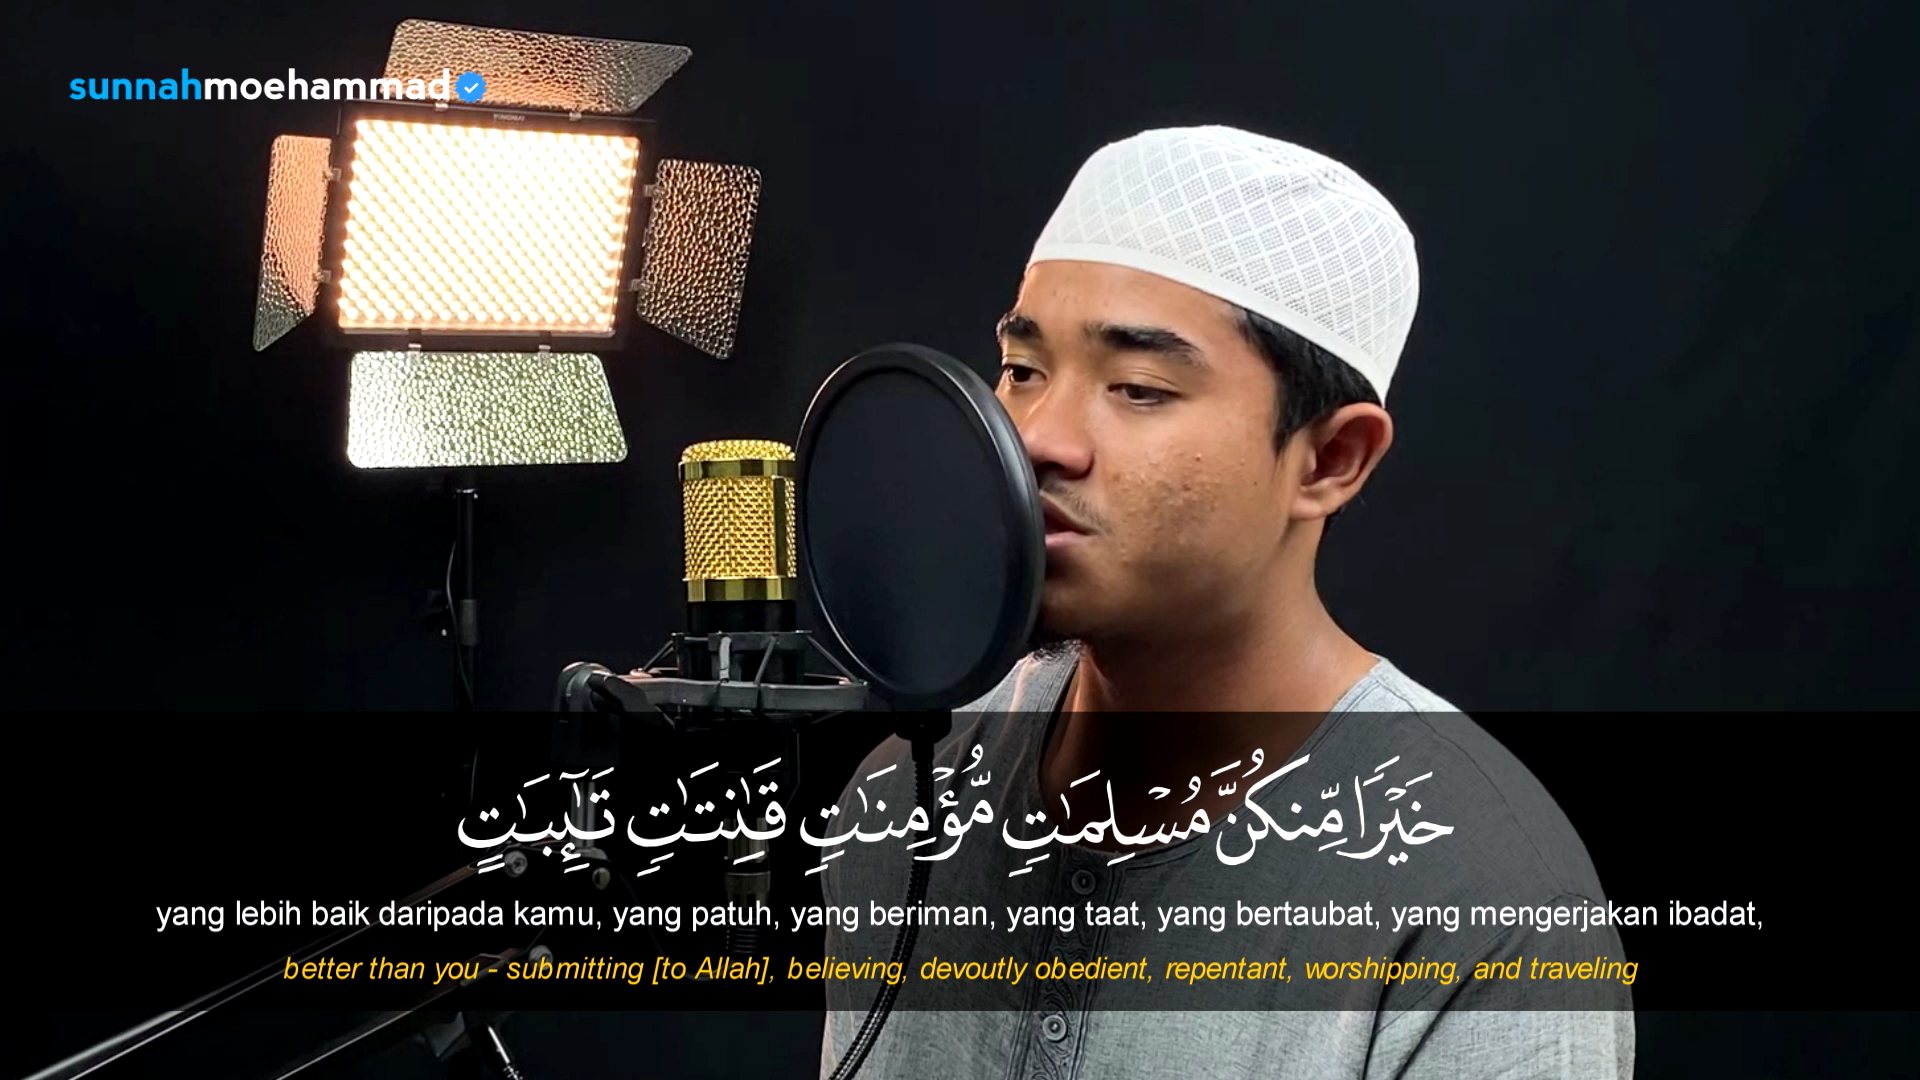 sunnahmoehammad
خَيْرًا مِّنكُنَّ مُسْلِمَٰتٍ مُّؤْمِنَٰتٍ قَٰنِتَٰتٍ تَٰٓئِبَٰتٍ
yang lebih baik daripada kamu, yang patuh, yang beriman, yang taat, yang bertaubat, yang mengerjakan ibadat,
better than you - submitting [to Allah], believing, devoutly obedient, repentant, worshipping, and traveling